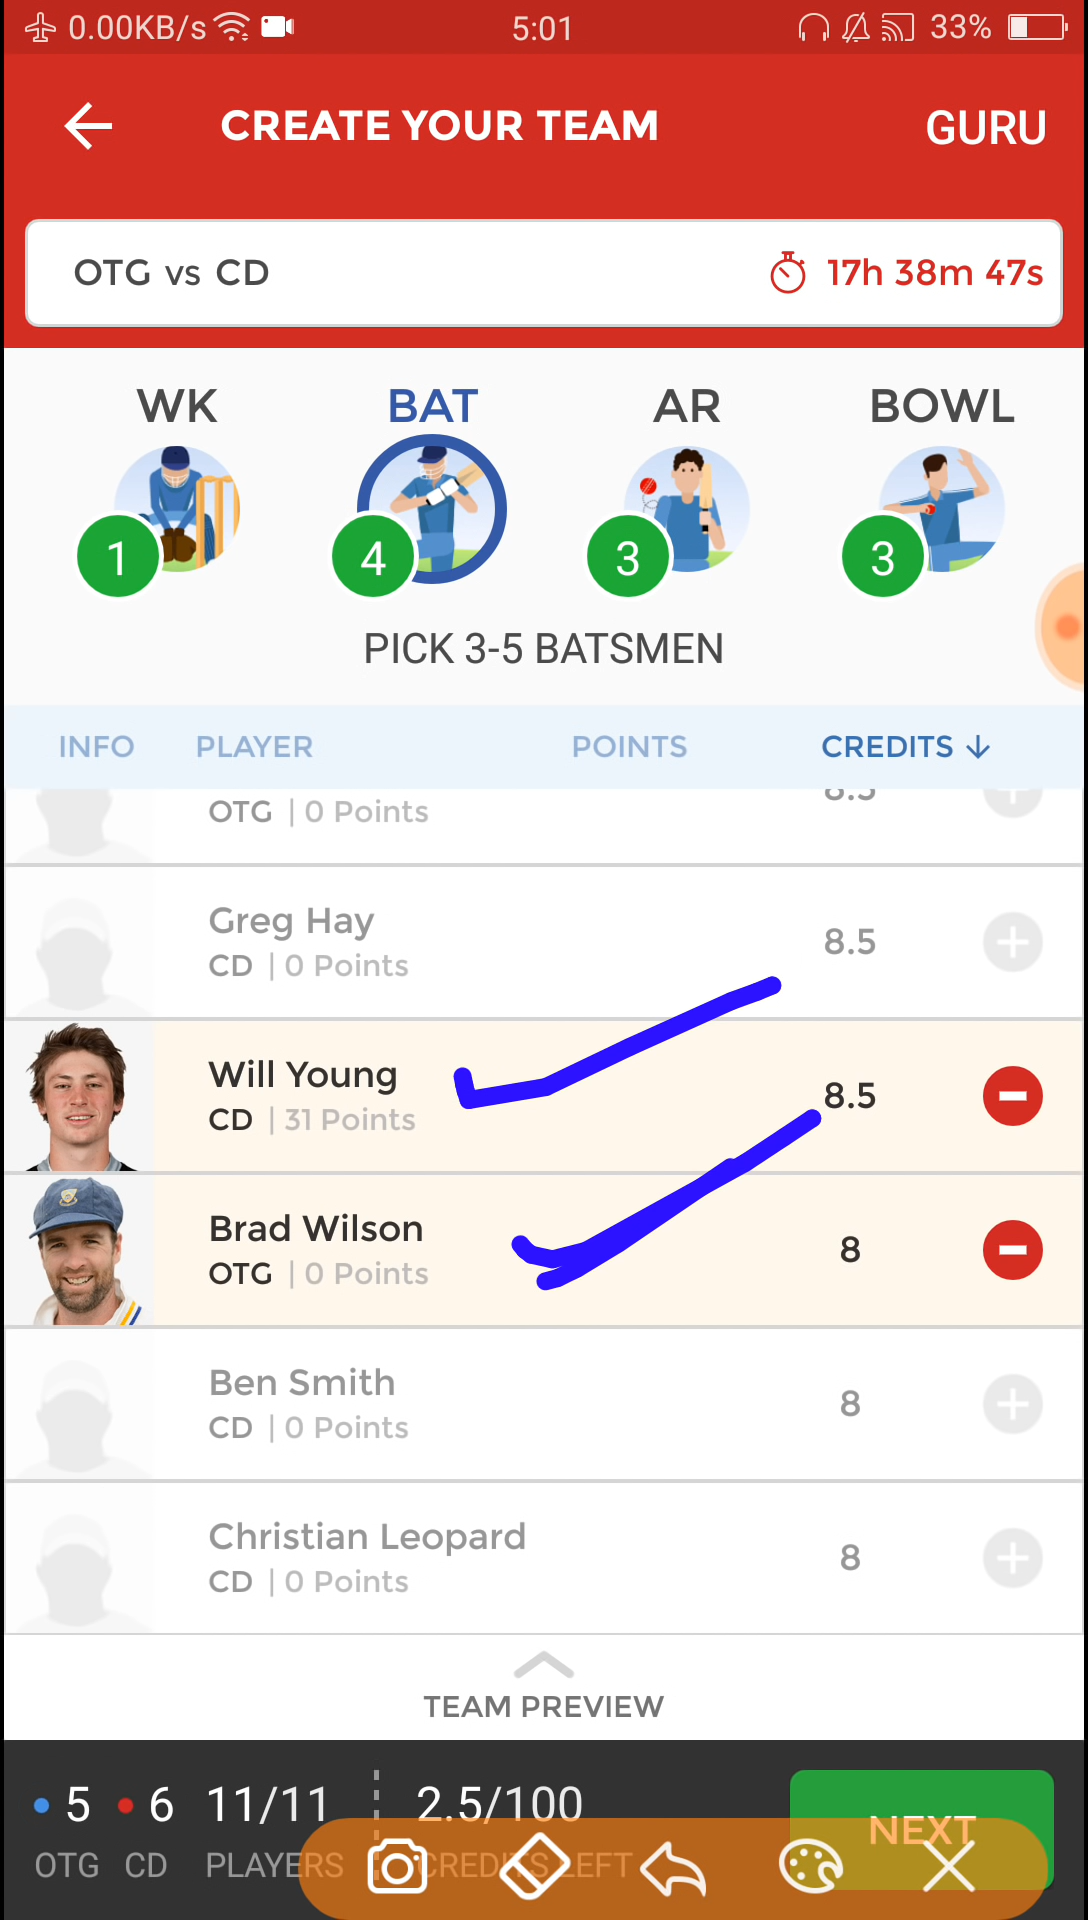 0.00KB/s 5:01 33%
CREATE YOUR TEAM GURU
OTG vs CD 17h 38m 47s
WK BAT AR BOWL
1 4 3 3
PICK 3-5 BATSMEN
INFO PLAYER POINTS CREDITS
8.5
OTG | 0 Points
Greg Hay
8.5
CD | 0 Points
Will Young
8.5
CD | 31 Points
Brad Wilson
8
OTG | 0 Points
Ben Smith
8
CD | 0 Points
Christian Leopard
8
CD | 0 Points
TEAM PREVIEW
5 6 11/11 2.5/100
NEXT
OTG CD PLAYERS CREDITS LEFT